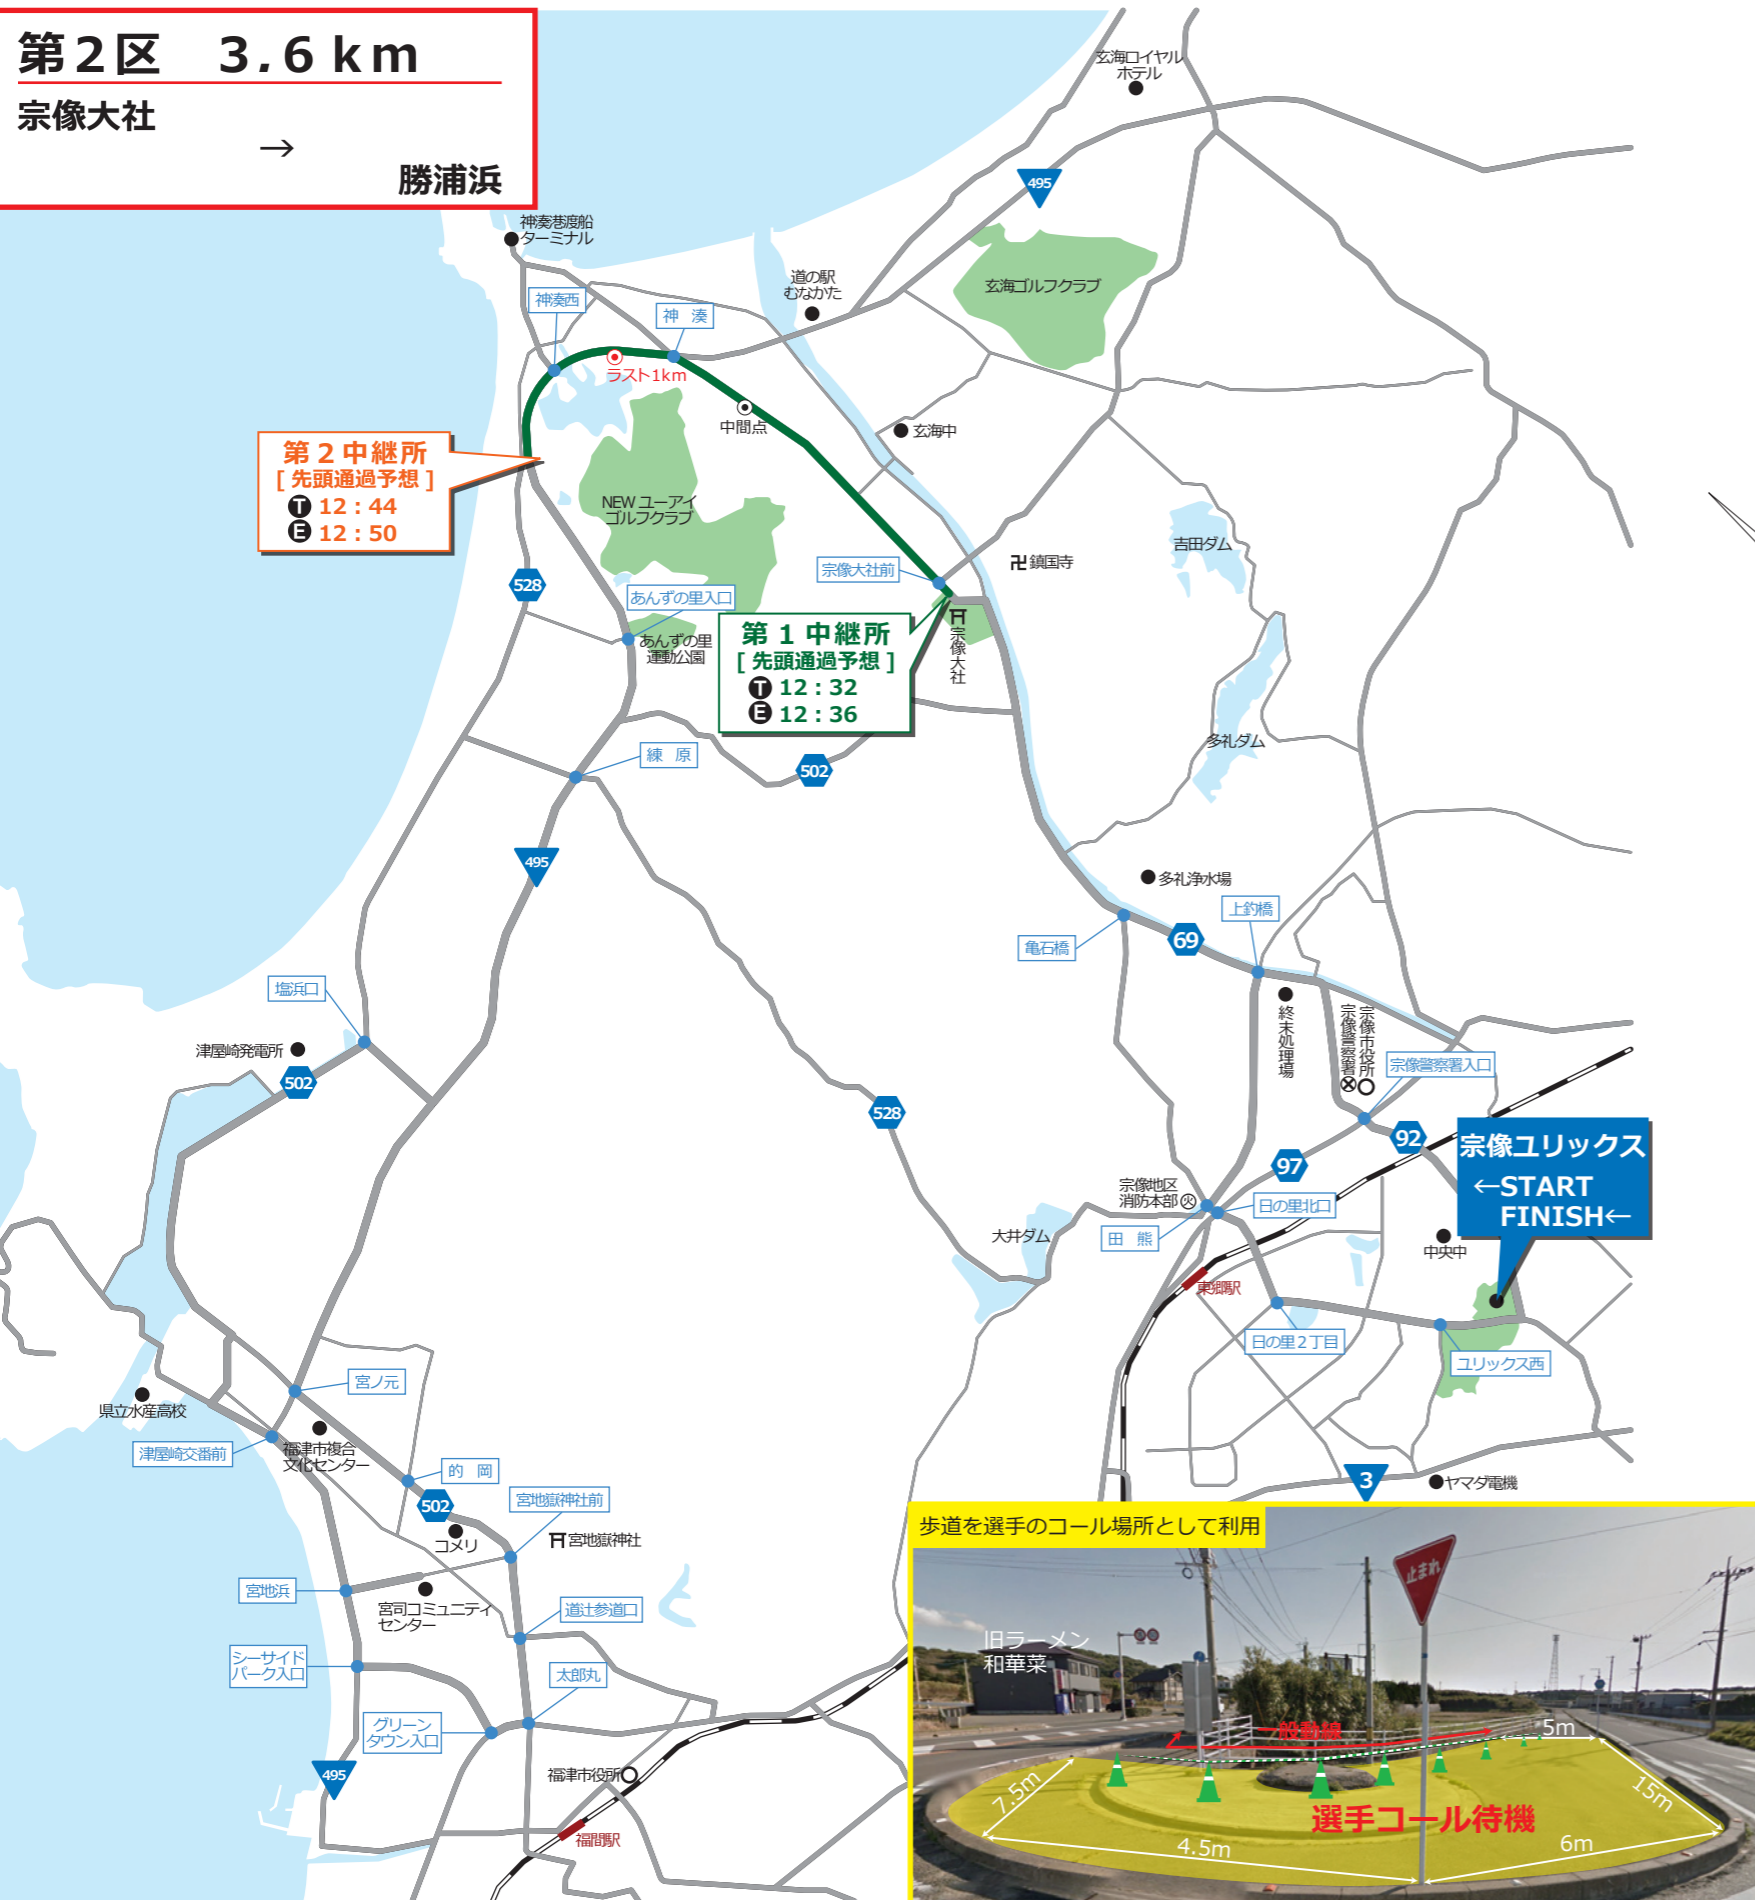 第2区　3.6km
宗像大社
→
勝浦浜
玄海ロイヤル
ホテル
495
神湊港渡船
ターミナル
道の駅
むなかた
玄海ゴルフクラブ
神湊西
神　湊
ラスト1km
中間点
玄海中
第２中継所
[ 先頭通過予想 ]
T 12：44
E 12：50
NEW ユーアイ
ゴルフクラブ
吉田ダム
卍 鎮国寺
宗像大社前
528
あんずの里入口
あんずの里
運動公園
第 1 中継所
[ 先頭通過予想 ]
T 12：32
E 12：36
宗像大社
多礼ダム
練　原
502
495
多礼浄水場
上釣橋
亀石橋
69
塩浜口
終末処理場
宗像警察署
宗像市役所
津屋崎発電所
502
宗像警察署入口
528
92
97
宗像ユリックス
←START
FINISH←
宗像地区
消防本部
日の里北口
大井ダム
田　熊
中央中
東郷駅
日の里２丁目
ユリックス西
宮ノ元
県立水産高校
津屋崎交番前
福津市複合
文化センター
的　岡
502
宮地嶽神社前
コメリ
宮地嶽神社
3
ヤマダ電機
宮地浜
宮司コミュニティ
センター
道辻参道口
シーサイド
パーク入口
太郎丸
グリーン
タウン入口
495
福津市役所
福間駅
歩道を選手のコール場所として利用
止まれ
旧ラーメン
和華菜
一般動線
5m
7.5m
15m
選手コール待機
4.5m
6m